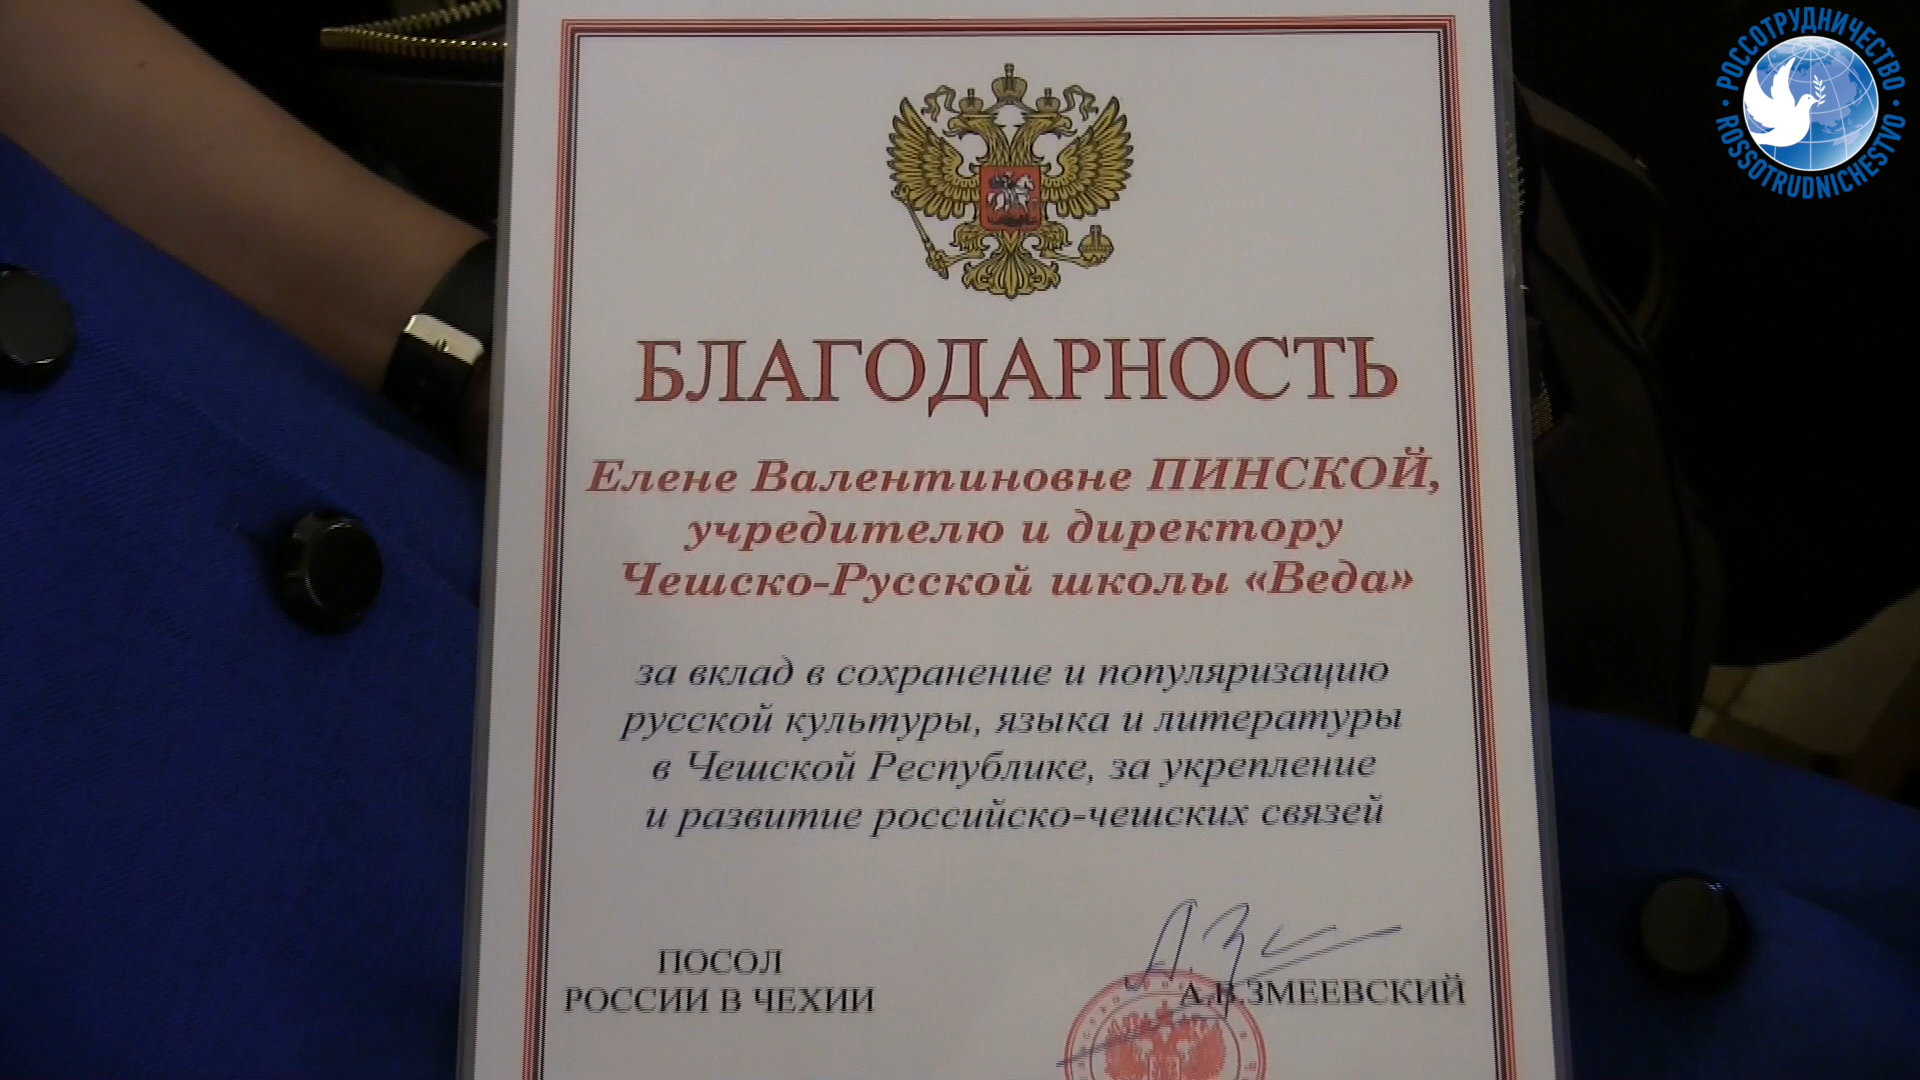 РОССОТРУДНИЧЕСТВО
ROSSOTRUDNICHESTVO
БЛАГОДАРНОСТЬ
Елене Валентиновне ПИНСКОЙ,
учредителю и директору
Чешско-Русской школы «Веда»
за вклад в сохранение и популяризацию
русской культуры, языка и литературы
в Чешской Республике, за укрепление
и развитие российско-чешских связей
ПОСОЛ
РОССИИ В ЧЕХИИ
А.В.ЗМЕЕВСКИЙ